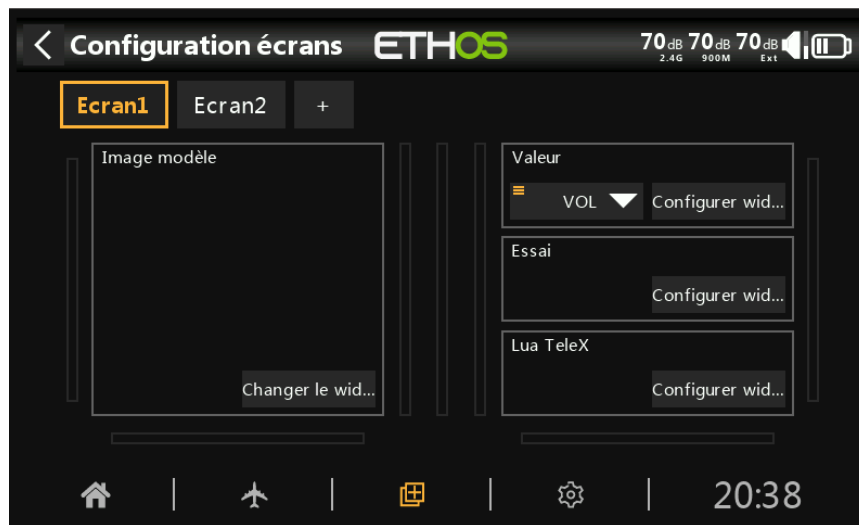 Configuration écrans ETHOS 70dB 70dB 70dB
2.4G 900M Ext
Ecran1 Ecran2 +
Image modèle
Changer le wid...
Valeur
VOL Configurer wid...
Essai
Configurer wid...
Lua TeleX
Configurer wid...
20:38